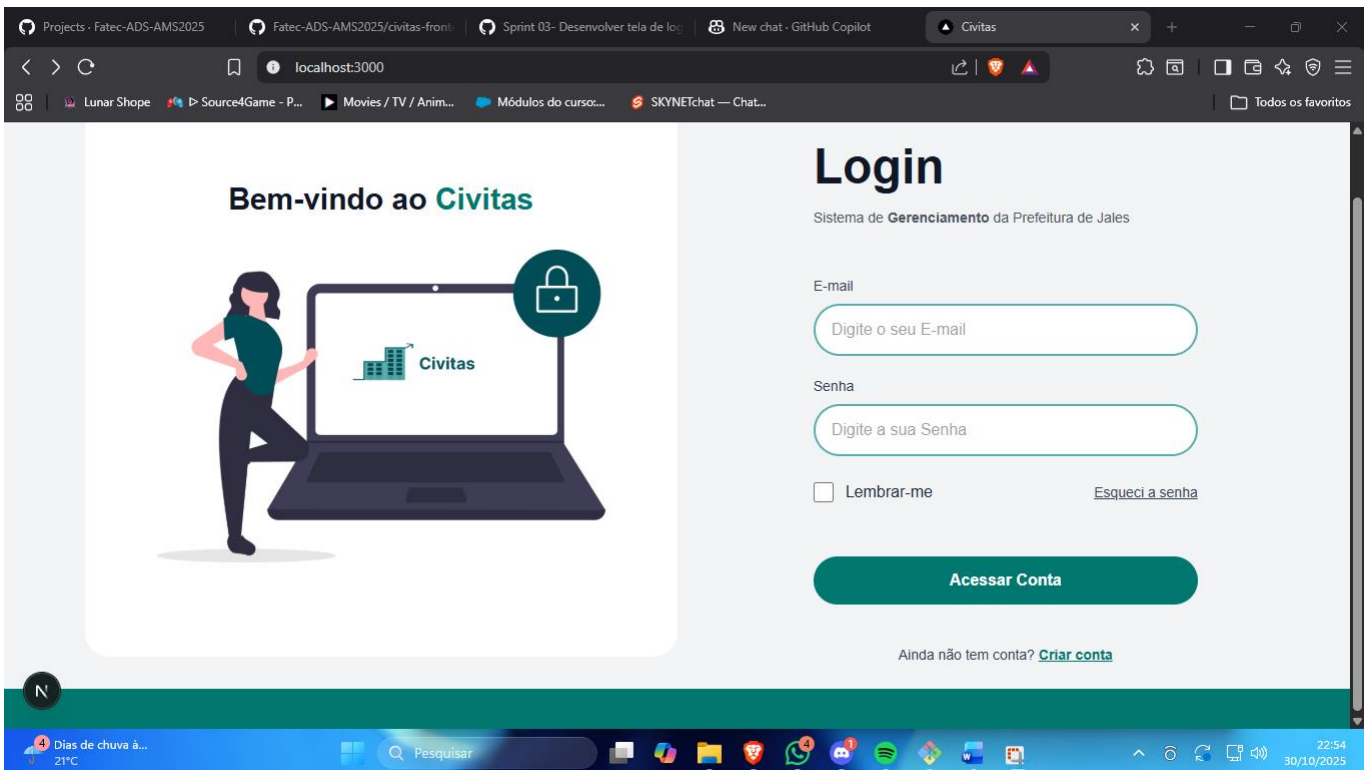 Projects · Fatec-ADS-AMS2025
Fatec-ADS-AMS2025/civitas-front
Sprint 03- Desenvolver tela de log
New chat · GitHub Copilot
Civitas
localhost:3000
Lunar Shope
Source4Game - P...
Movies / TV / Anim...
Módulos do curso:...
SKYNETchat — Chat...
Todos os favoritos
Bem-vindo ao Civitas
Civitas
Login
Sistema de Gerenciamento da Prefeitura de Jales
E-mail
Digite o seu E-mail
Senha
Digite a sua Senha
Lembrar-me
Esqueci a senha
Acessar Conta
Ainda não tem conta? Criar conta
N
4
Dias de chuva à...
21°C
Pesquisar
4
1
22:54
30/10/2025